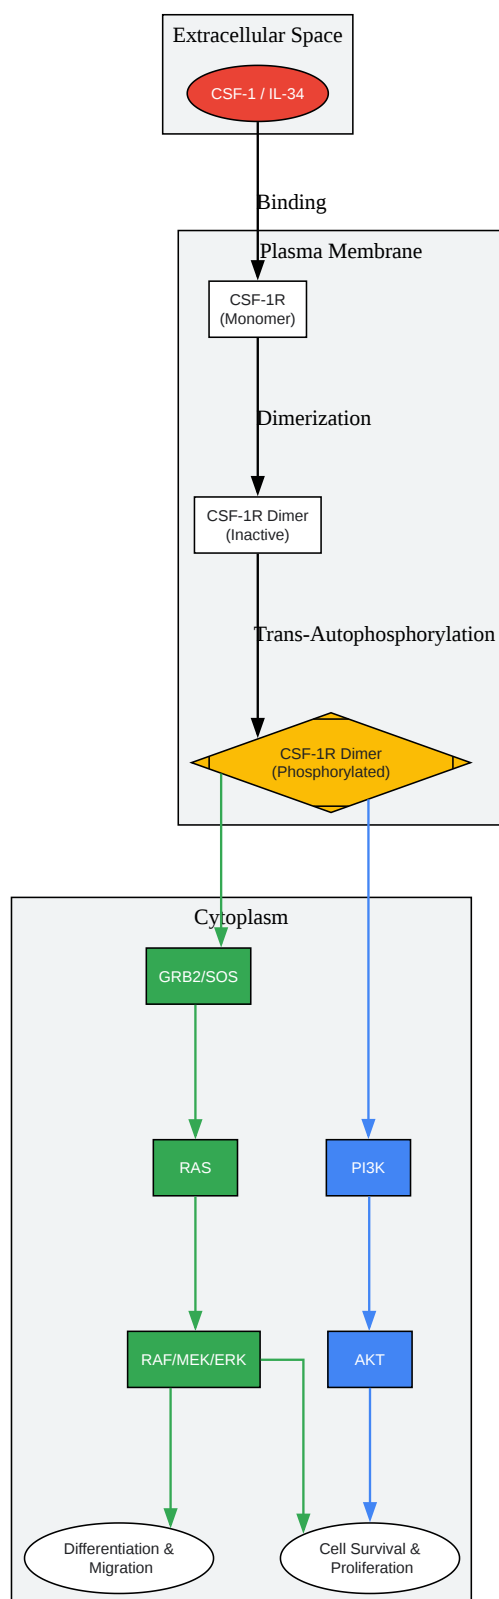 Extracellular Space
CSF-1 / IL-34
Binding
Plasma Membrane
CSF-1R
(Monomer)
Dimerization
CSF-1R Dimer
(Inactive)
Trans-Autophosphorylation
CSF-1R Dimer
(Phosphorylated)
Cytoplasm
GRB2/SOS
RAS
PI3K
RAF/MEK/ERK
AKT
Differentiation &
Migration
Cell Survival &
Proliferation